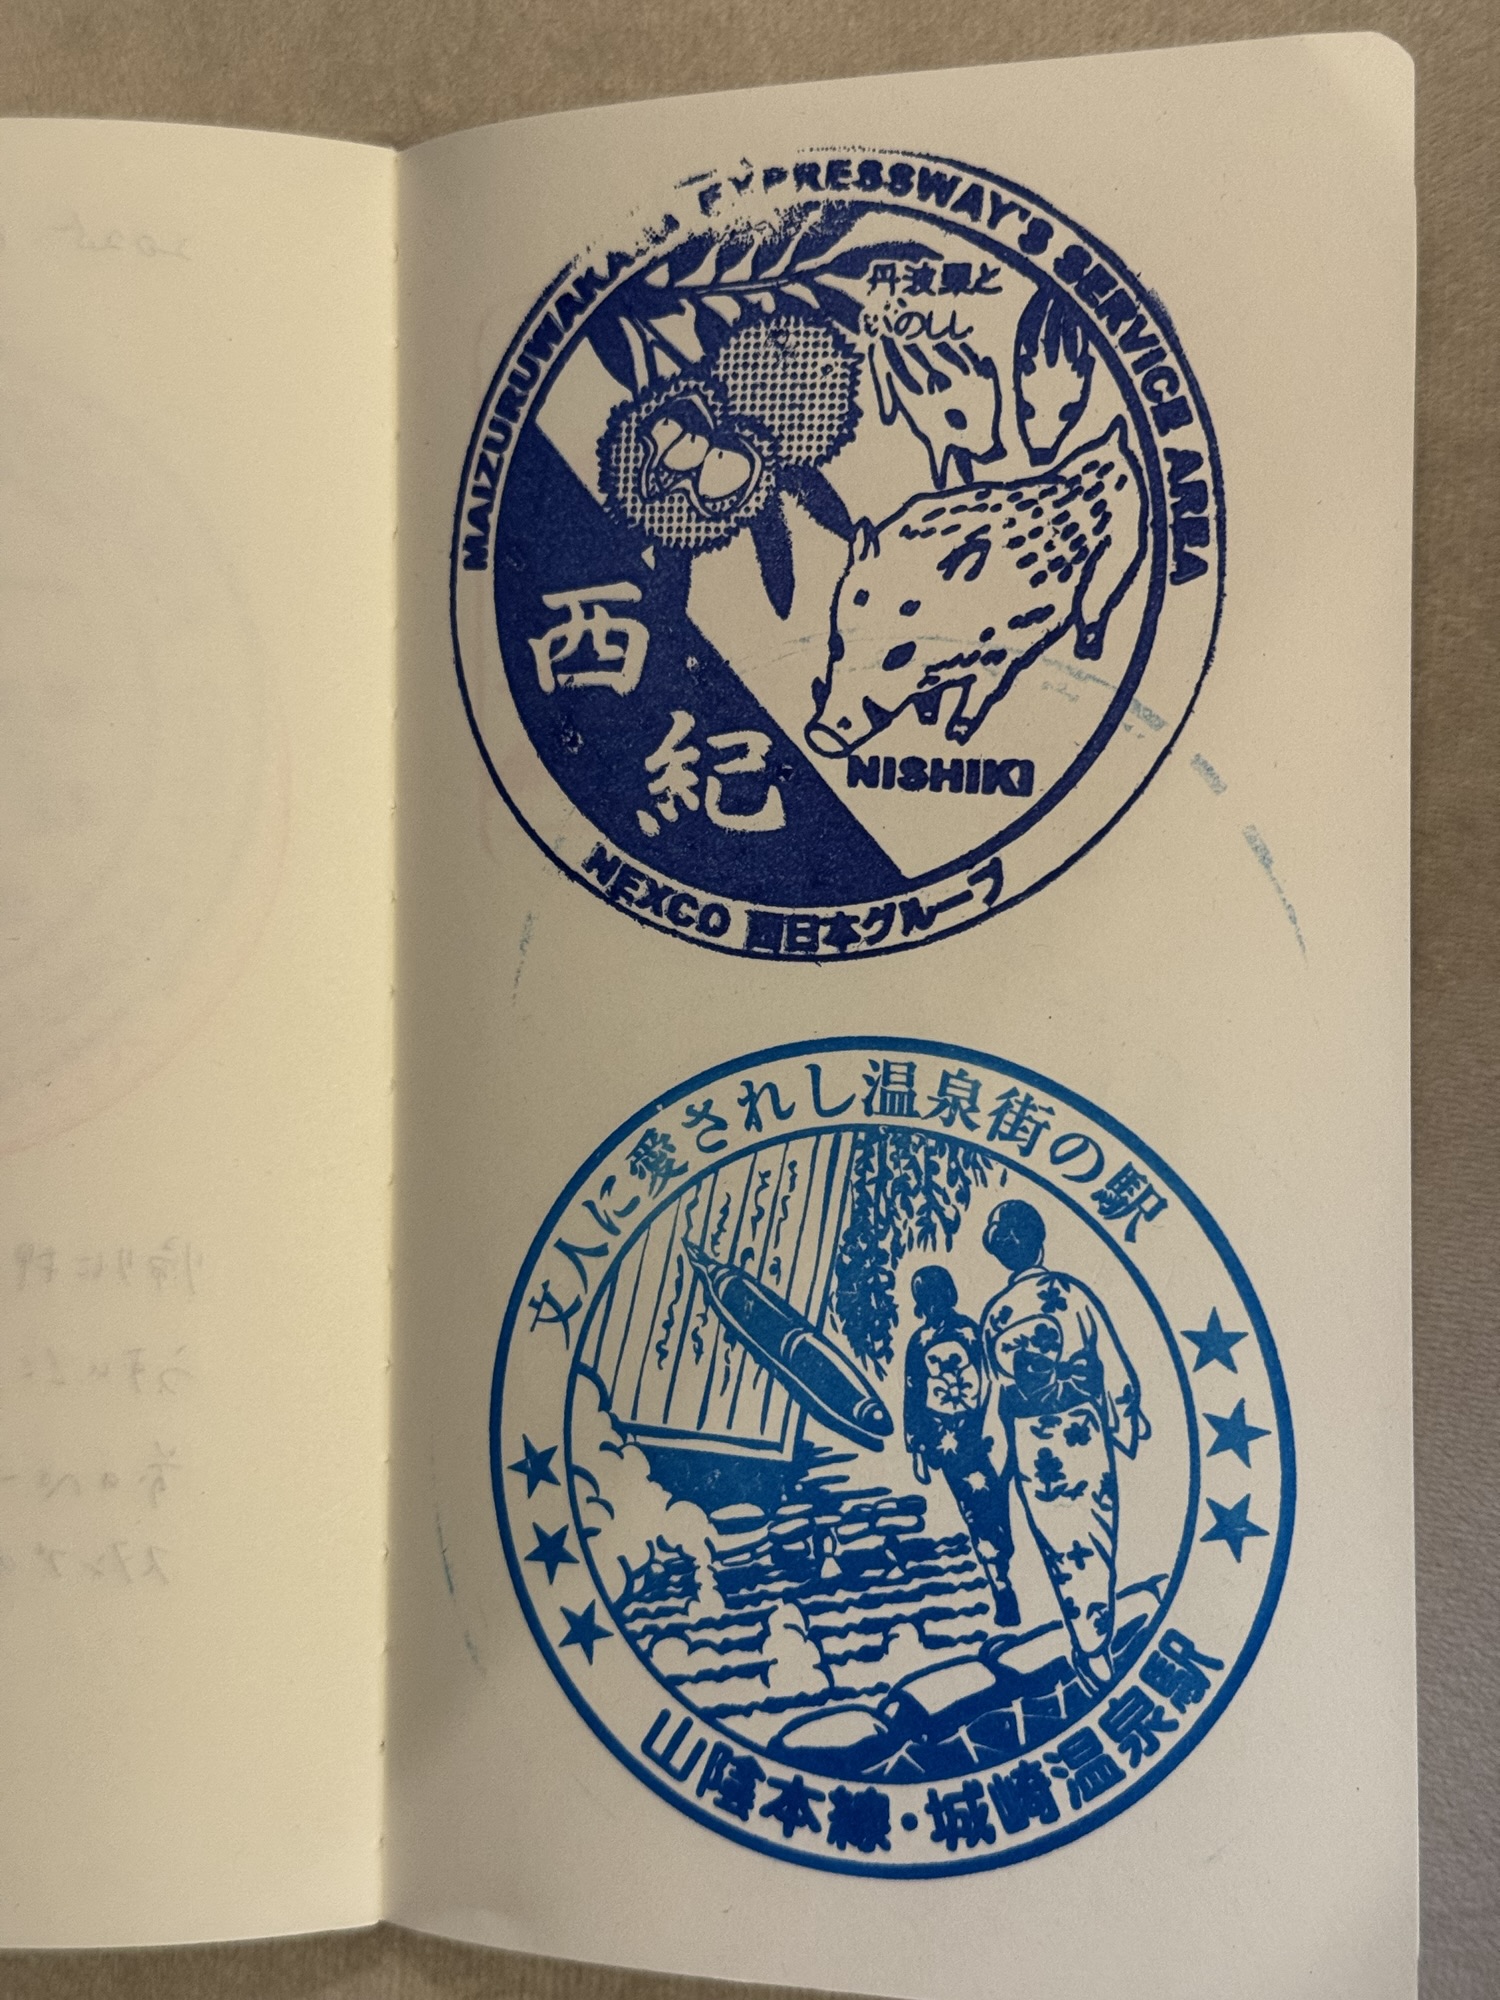 MAIZURUWAKASA EXPRESSWAY'S SERVICE AREA
丹波栗と
いのしし
西
紀
NISHIKI
NEXCO 西日本グループ
文人に愛されし温泉街の駅
山陰本線・城崎温泉駅